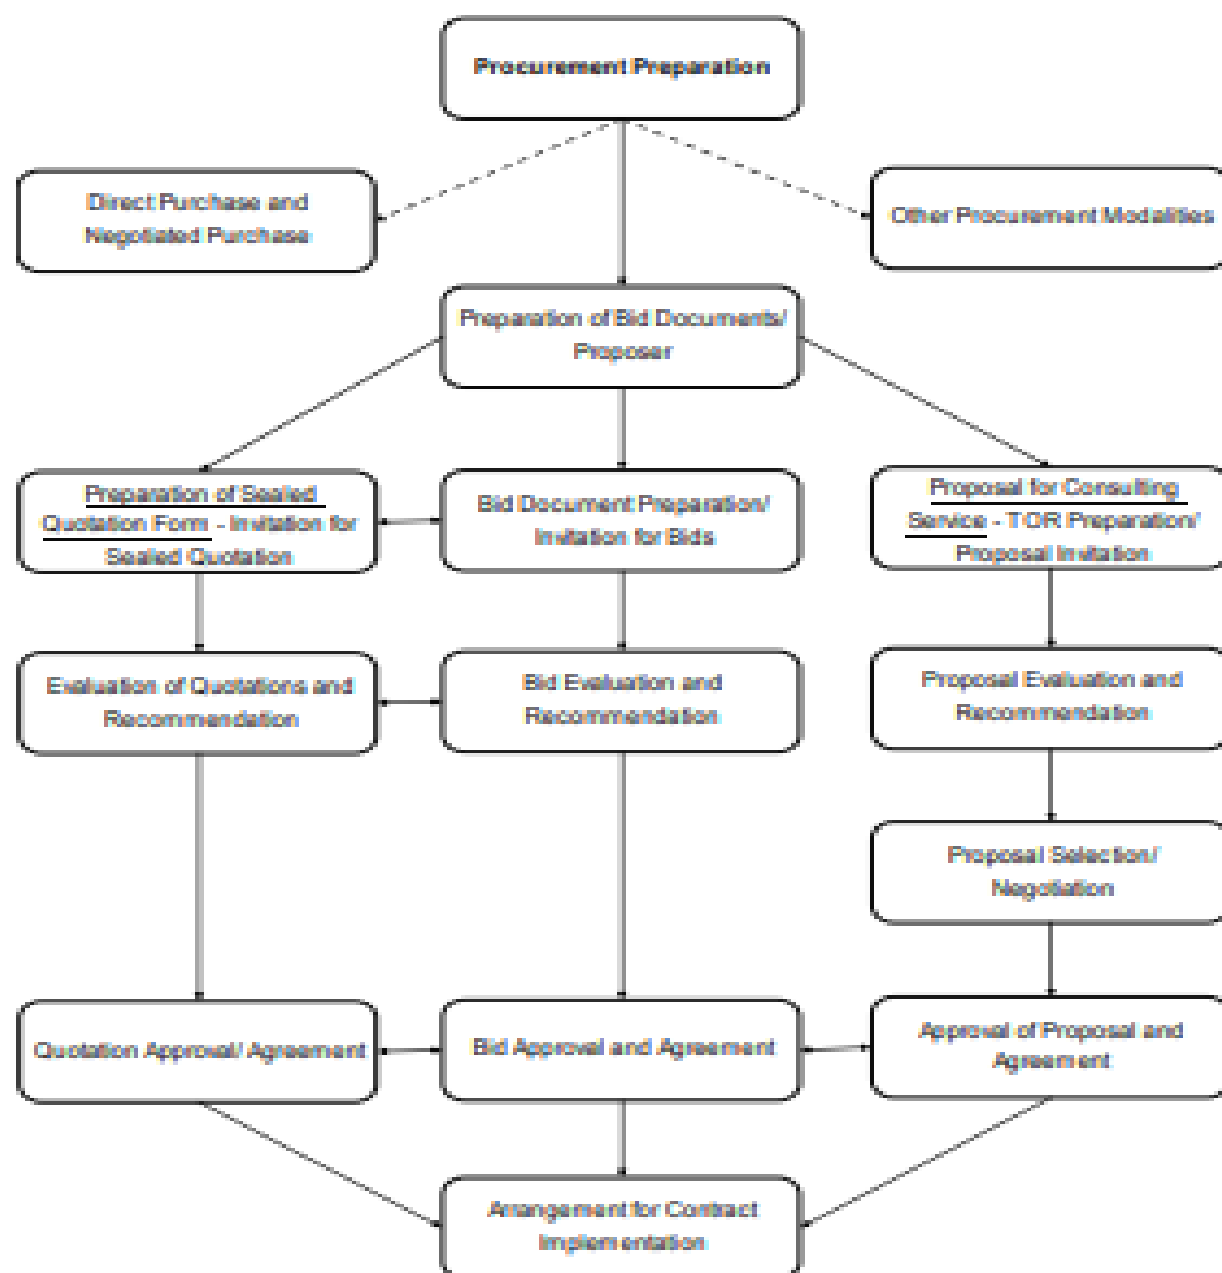 Procurement Preparation
Direct Purchase and
Negotiated Purchase
Other Procurement Modalities
Preparation of Bid Documents/
Proposer
Preparation of Sealed
Quotation Form - Invitation for
Sealed Quotation
Bid Document Preparation/
Invitation for Bids
Proposal for Consulting
Service - TOR Preparation/
Proposal Invitation
Evaluation of Quotations and
Recommendation
Bid Evaluation and
Recommendation
Proposal Evaluation and
Recommendation
Proposal Selection/
Negotiation
Quotation Approval/ Agreement
Bid Approval and Agreement
Approval of Proposal and
Agreement
Arrangement for Contract
Implementation